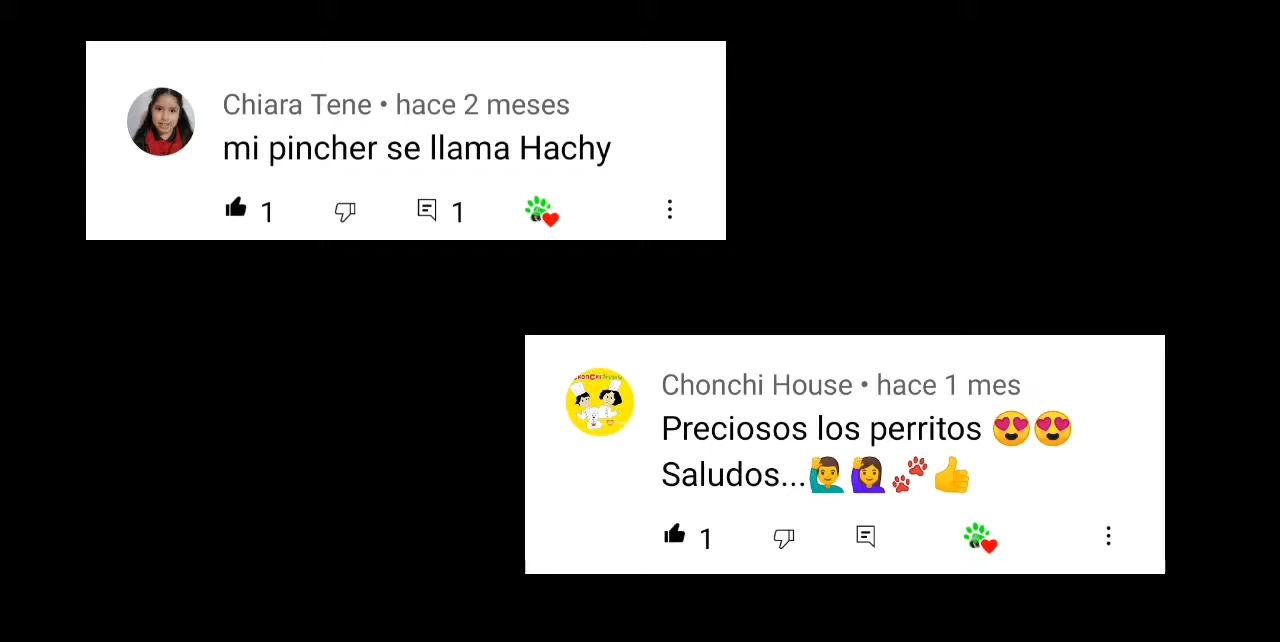 Chiara Tene • hace 2 meses
mi pincher se llama Hachy
1 1
Chonchi House • hace 1 mes
Preciosos los perritos 😍😍
Saludos...🙋‍♂️🙋‍♀️🐾👍
1